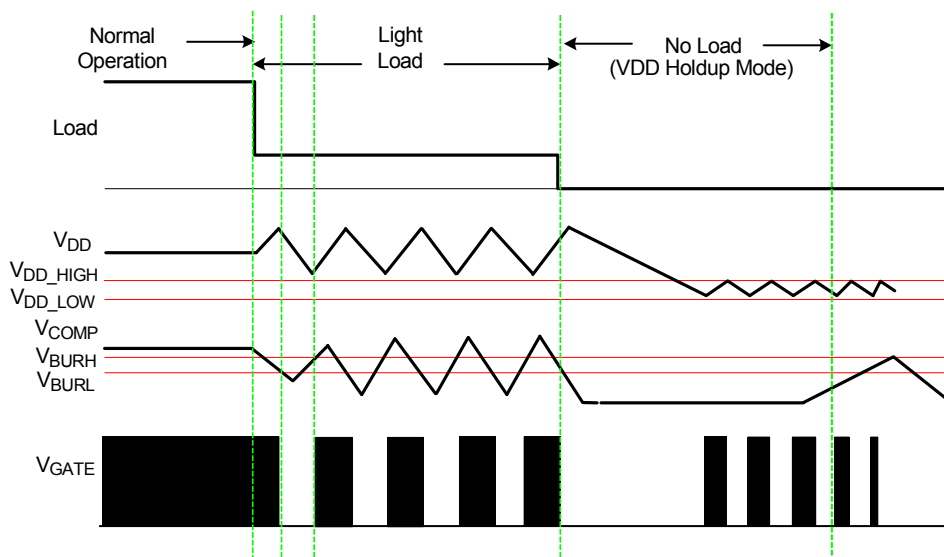 Normal
Operation
Light
Load
No Load
(VDD Holdup Mode)
Load
VDD
VDD_HIGH
VDD_LOW
VCOMP
VBURH
VBURL
VGATE